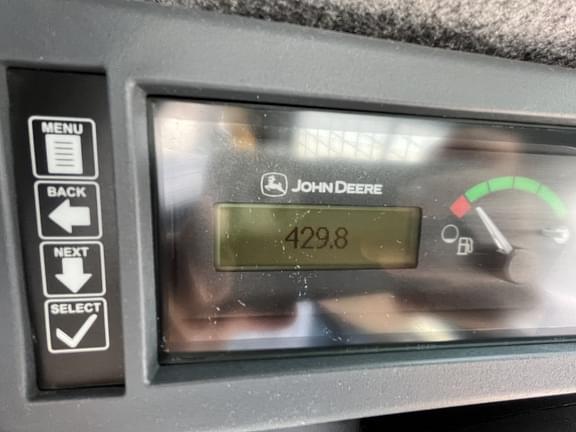 MENU
BACK
NEXT
SELECT
JOHN DEERE
429.8